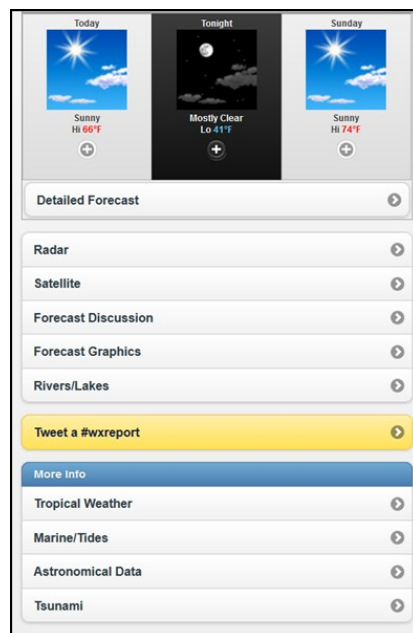 Today Tonight Sunday
Sunny Mostly Clear Sunny
Hi 66°F Lo 41°F Hi 74°F
Detailed Forecast
Radar
Satellite
Forecast Discussion
Forecast Graphics
Rivers/Lakes
Tweet a #wxreport
More Info
Tropical Weather
Marine/Tides
Astronomical Data
Tsunami